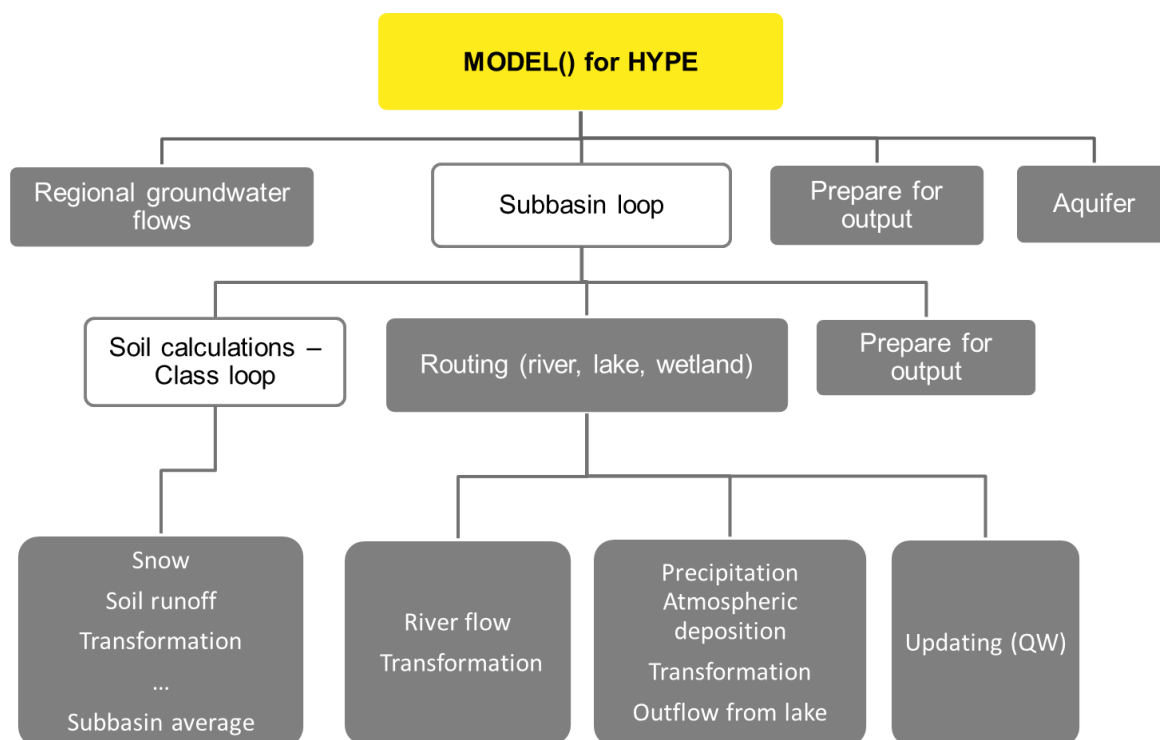 MODEL() for HYPE
Regional groundwater
flows
Subbasin loop
Prepare for
output
Aquifer
Soil calculations –
Class loop
Routing (river, lake, wetland)
Prepare for
output
Snow
Soil runoff
Transformation
...
Subbasin average
River flow
Transformation
Precipitation
Atmospheric
deposition
Transformation
Outflow from lake
Updating (QW)